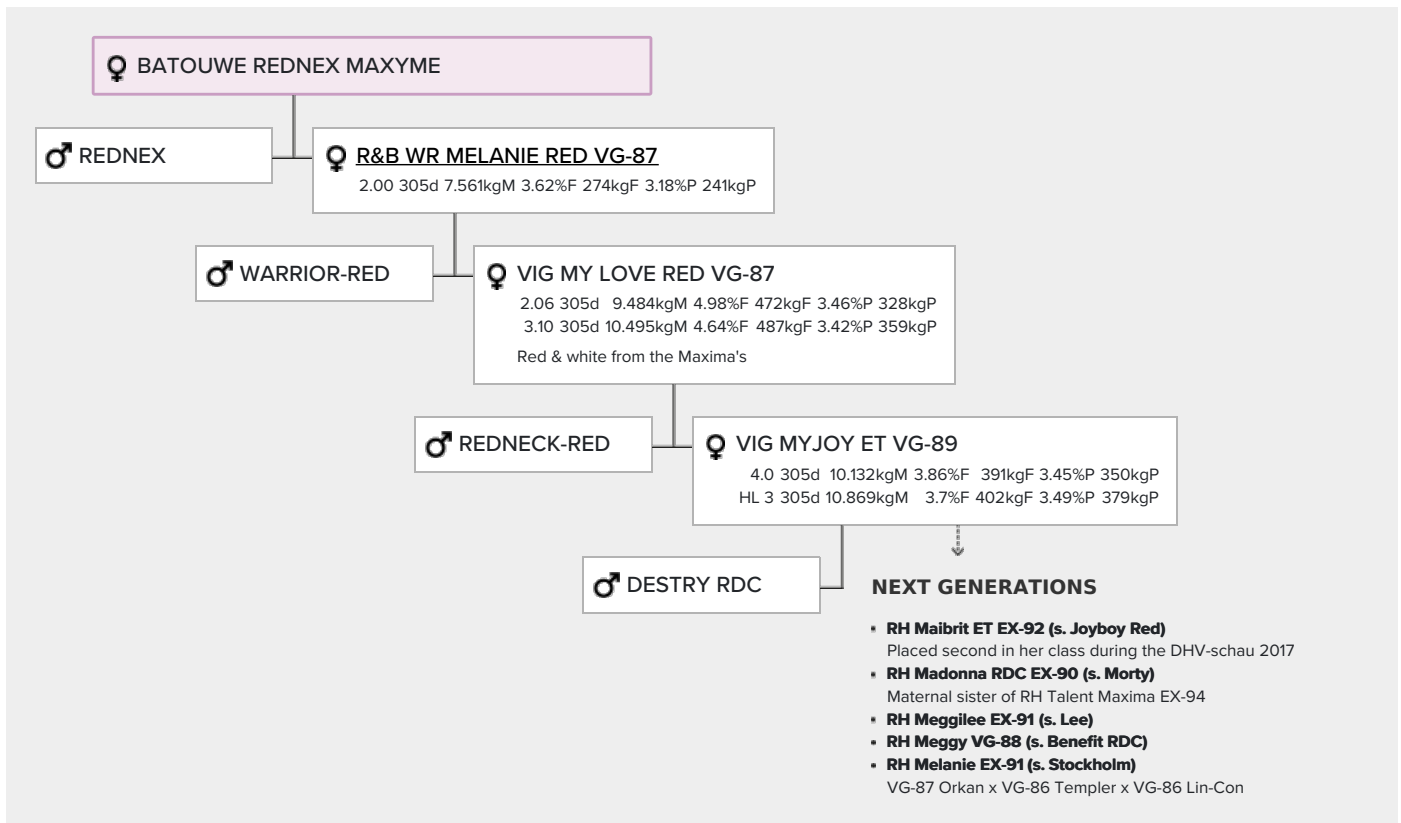 BATOUWE REDNEX MAXYME
REDNEX
R&B WR MELANIE RED VG-87
2.00 305d 7.561kgM 3.62%F 274kgF 3.18%P 241kgP
WARRIOR-RED
VIG MY LOVE RED VG-87
2.06 305d 9.484kgM 4.98%F 472kgF 3.46%P 328kgP
3.10 305d 10.495kgM 4.64%F 487kgF 3.42%P 359kgP
Red & white from the Maxima's
REDNECK-RED
VIG MYJOY ET VG-89
4.0 305d 10.132kgM 3.86%F 391kgF 3.45%P 350kgP
HL 3 305d 10.869kgM 3.7%F 402kgF 3.49%P 379kgP
DESTRY RDC
NEXT GENERATIONS
RH Maibrit ET EX-92 (s. Joyboy Red)
Placed second in her class during the DHV-schau 2017
RH Madonna RDC EX-90 (s. Morty)
Maternal sister of RH Talent Maxima EX-94
RH Meggilee EX-91 (s. Lee)
RH Meggy VG-88 (s. Benefit RDC)
RH Melanie EX-91 (s. Stockholm)
VG-87 Orkan x VG-86 Templer x VG-86 Lin-Con